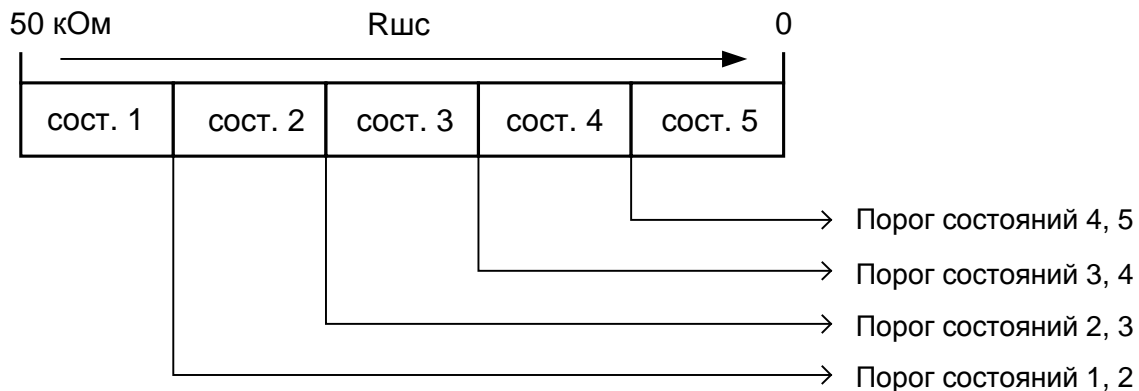 50 кОм Rшс 0
сост. 1 сост. 2 сост. 3 сост. 4 сост. 5
Порог состояний 4, 5
Порог состояний 3, 4
Порог состояний 2, 3
Порог состояний 1, 2